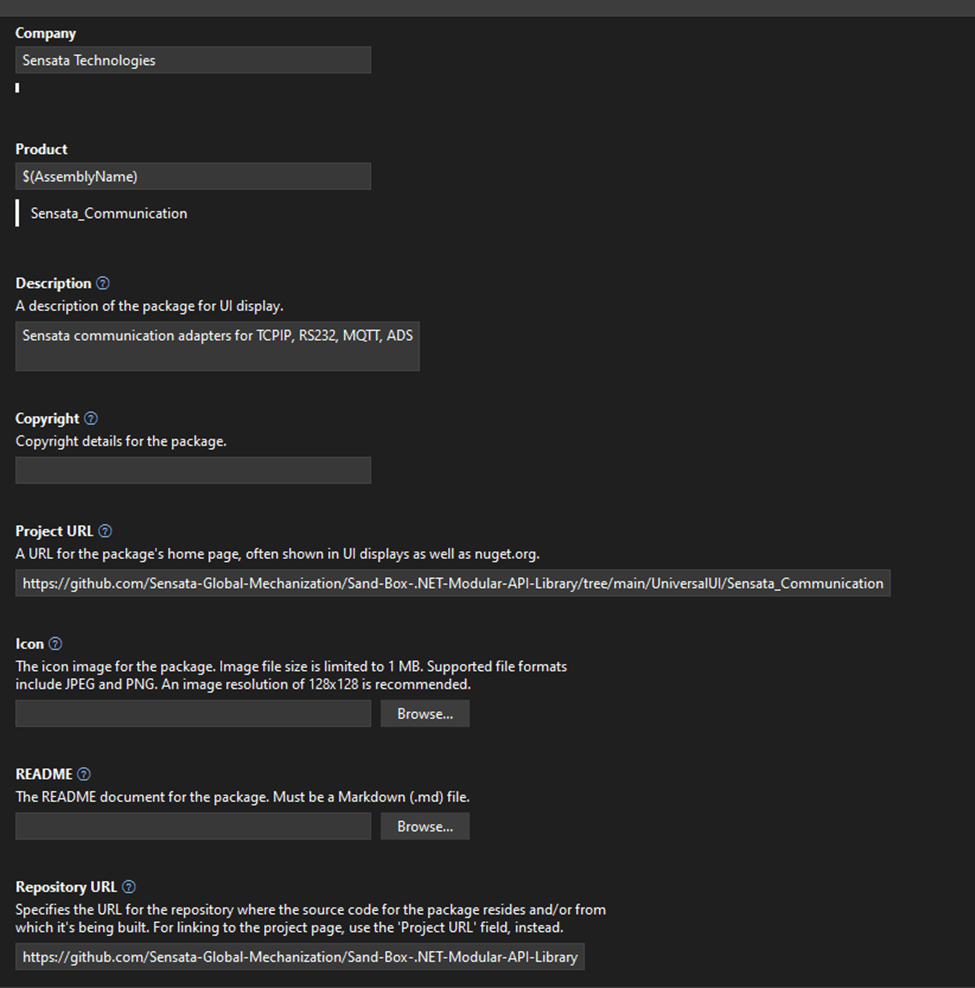 Company
Sensata Technologies
Product
$(AssemblyName)
Sensata_Communication
Description ?
A description of the package for UI display.
Sensata communication adapters for TCPIP, RS232, MQTT, ADS
Copyright ?
Copyright details for the package.
Project URL ?
A URL for the package's home page, often shown in UI displays as well as nuget.org.
https://github.com/Sensata-Global-Mechanization/Sand-Box-.NET-Modular-API-Library/tree/main/UniversalUI/Sensata_Communication
Icon ?
The icon image for the package. Image file size is limited to 1 MB. Supported file formats
include JPEG and PNG. An image resolution of 128x128 is recommended.
Browse...
README ?
The README document for the package. Must be a Markdown (.md) file.
Browse...
Repository URL ?
Specifies the URL for the repository where the source code for the package resides and/or from
which it's being built. For linking to the project page, use the 'Project URL' field, instead.
https://github.com/Sensata-Global-Mechanization/Sand-Box-.NET-Modular-API-Library